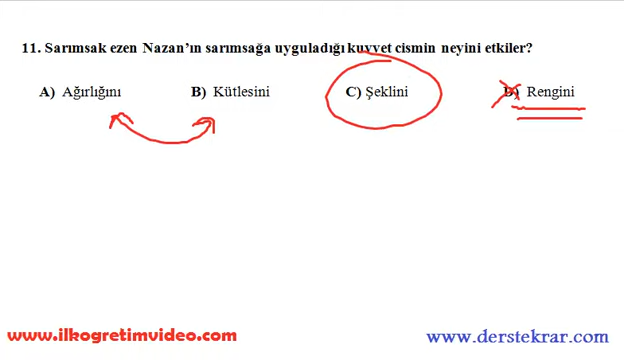 11. Sarımsak ezen Nazan'ın sarımsağa uyguladığı kuvvet cismin neyini etkiler?
A) Ağırlığını B) Kütlesini C) Şeklini D) Rengini
www.ilkogretimvideo.com www.derstekrar.com